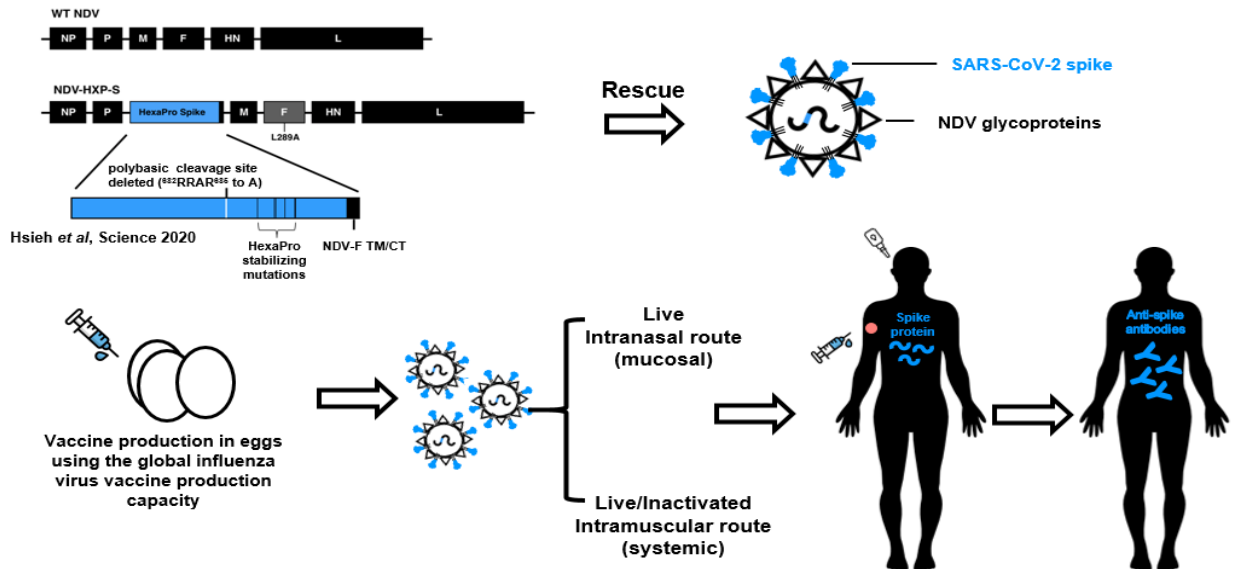 WT NDV
NP P M F HN L
NDV-HXP-S
NP P HexaPro Spike M F HN L
L289A
polybasic cleavage site
deleted (⁶⁸²RRAR⁶⁸⁵ to A)
Hsieh et al, Science 2020
HexaPro
stabilizing
mutations
NDV-F TM/CT
Rescue
SARS-CoV-2 spike
NDV glycoproteins
Vaccine production in eggs
using the global influenza
virus vaccine production
capacity
Live
Intranasal route
(mucosal)
Live/Inactivated
Intramuscular route
(systemic)
Spike
protein
Anti-spike
antibodies